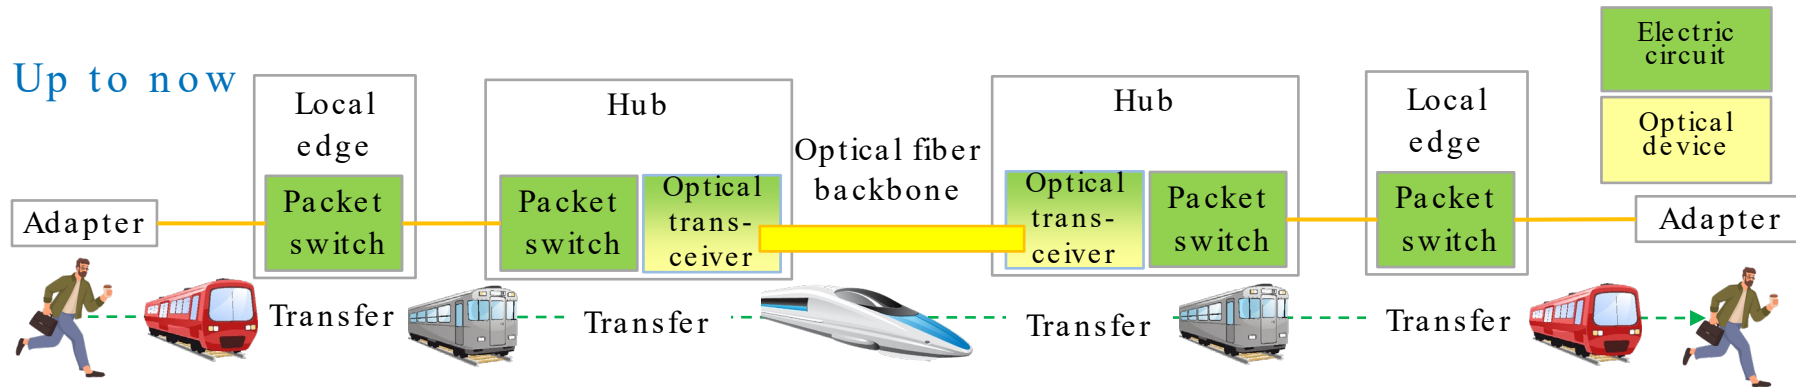 Up to now
Electric
circuit
Optical
device
Local
edge
Hub
Optical fiber
backbone
Hub
Local
edge
Adapter
Packet
switch
Packet
switch
Optical
trans-
ceiver
Optical
trans-
ceiver
Packet
switch
Packet
switch
Adapter
Transfer
Transfer
Transfer
Transfer